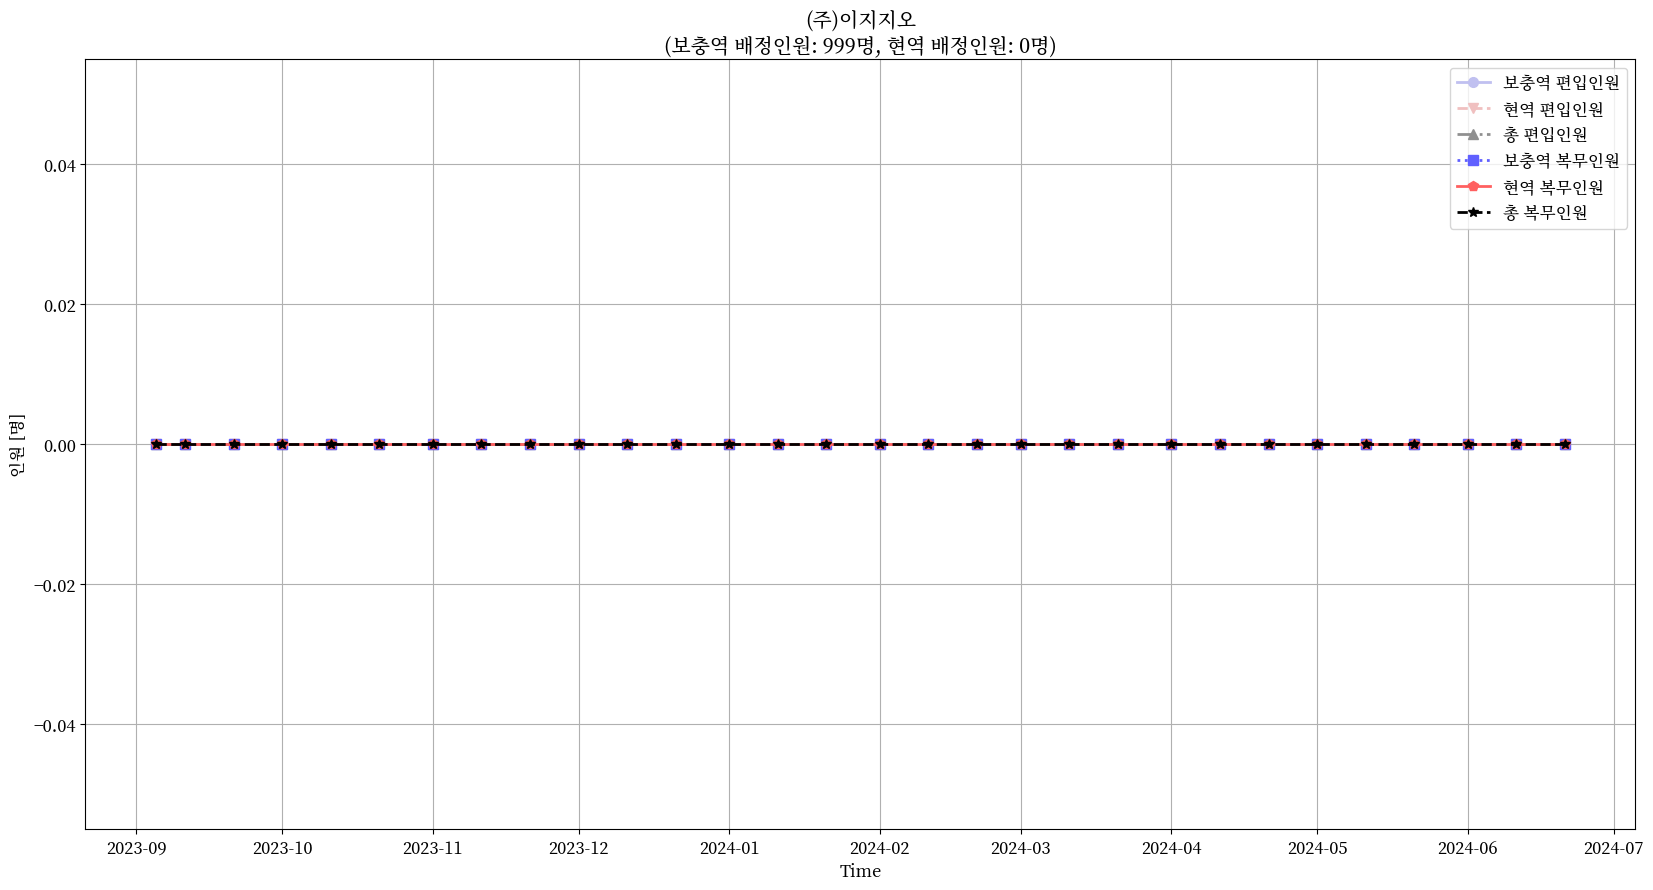 (주)이지지오
(보충역 배정인원: 999명, 현역 배정인원: 0명)
보충역 편입인원
현역 편입인원
총 편입인원
보충역 복무인원
현역 복무인원
총 복무인원
0.04
0.02
0.00
−0.02
−0.04
인원 [명]
2023-09 2023-10 2023-11 2023-12 2024-01 2024-02 2024-03 2024-04 2024-05 2024-06 2024-07
Time